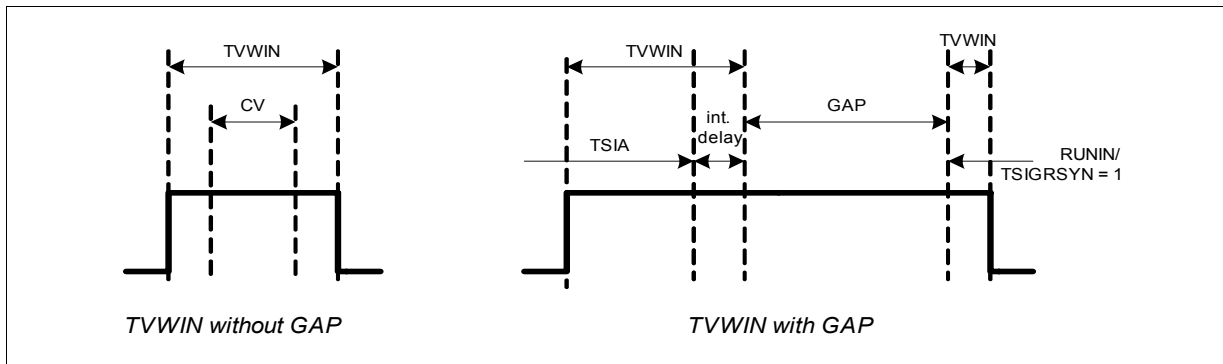 TVWIN
CV
TVWIN without GAP
TVWIN
TVWIN
GAP
int.
delay
TSIA
RUNIN/
TSIGRSYN = 1
TVWIN with GAP